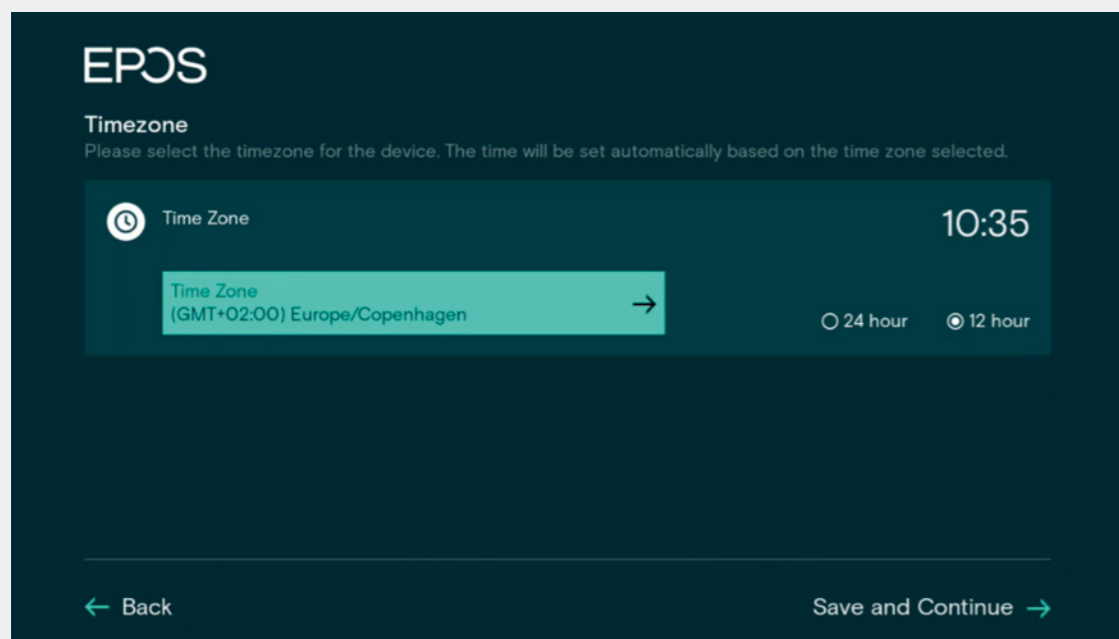 EPOS
Timezone
Please select the timezone for the device. The time will be set automatically based on the time zone selected.
Time Zone
10:35
Time Zone
(GMT+02:00) Europe/Copenhagen
24 hour
12 hour
Back
Save and Continue